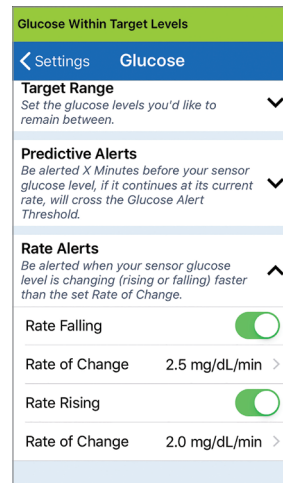 Glucose Within Target Levels
Settings Glucose
Target Range
Set the glucose levels you'd like to
remain between.
Predictive Alerts
Be alerted X Minutes before your sensor
glucose level, if it continues at its current
rate, will cross the Glucose Alert
Threshold.
Rate Alerts
Be alerted when your sensor glucose
level is changing (rising or falling) faster
than the set Rate of Change.
Rate Falling
Rate of Change 2.5 mg/dL/min
Rate Rising
Rate of Change 2.0 mg/dL/min